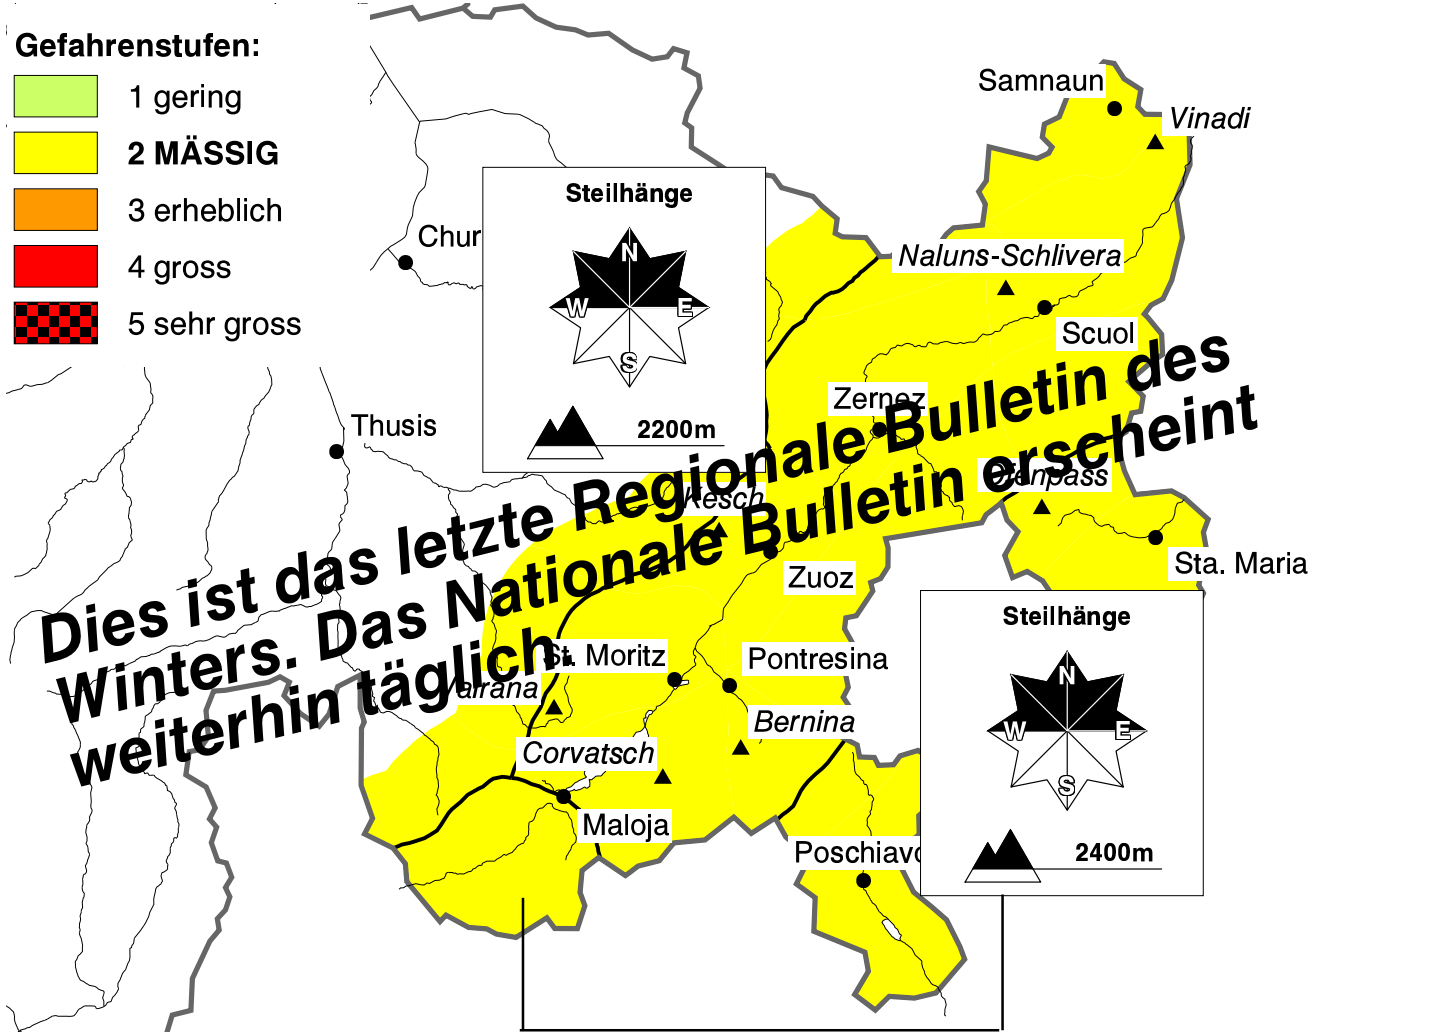 Gefahrenstufen:
1 gering
2 MÄSSIG
3 erheblich
4 gross
5 sehr gross
Samnaun
Vinadi
Steilhänge
N
W E
S
2200m
Chur
Naluns-Schlivera
Scuol
Zernez
Thusis
Kesch
Ofenpass
Zuoz
Sta. Maria
Dies ist das letzte Regionale Bulletin des
Winters. Das Nationale Bulletin erscheint
weiterhin täglich.
St. Moritz
Pontresina
Bernina
Corvatsch
Maloja
Poschiavo
Steilhänge
N
W E
S
2400m